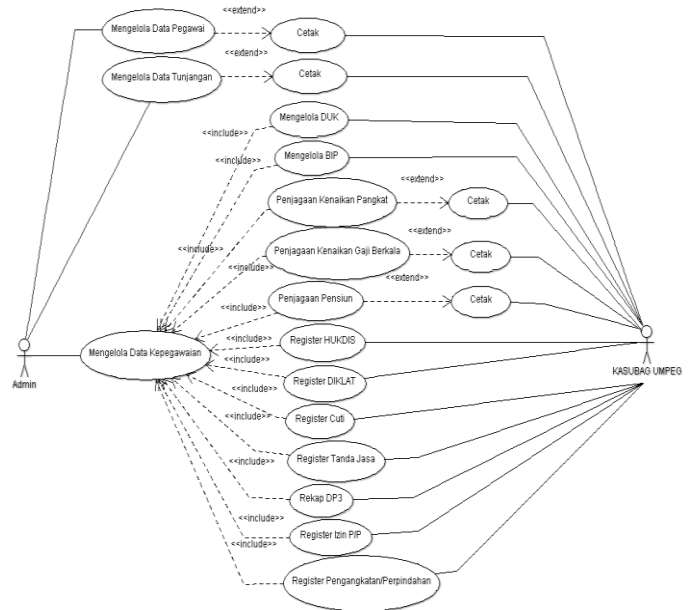 <<extend>>
Mengelola Data Pegawai
Cetak
<<extend>>
Mengelola Data Tunjangan
Cetak
Mengelola DUK
<<include>>
<<include>>
Mengelola BIP
<<extend>>
Penjagaan Kenaikan Pangkat
Cetak
<<extend>>
<<include>>
Penjagaan Kenaikan Gaji Berkala
Cetak
<<include>>
<<extend>>
<<include>>
Penjagaan Pensiun
Cetak
<<include>>
Register HUKDIS
Mengelola Data Kepegawaian
<<include>>
Admin
KASUBAG UMPEG
Register DIKLAT
<<include>>
Register Cuti
<<include>>
Register Tanda Jasa
<<include>>
Rekap DP3
<<include>>
Register Izin P/P
<<include>>
Register Pengangkatan/Perpindahan